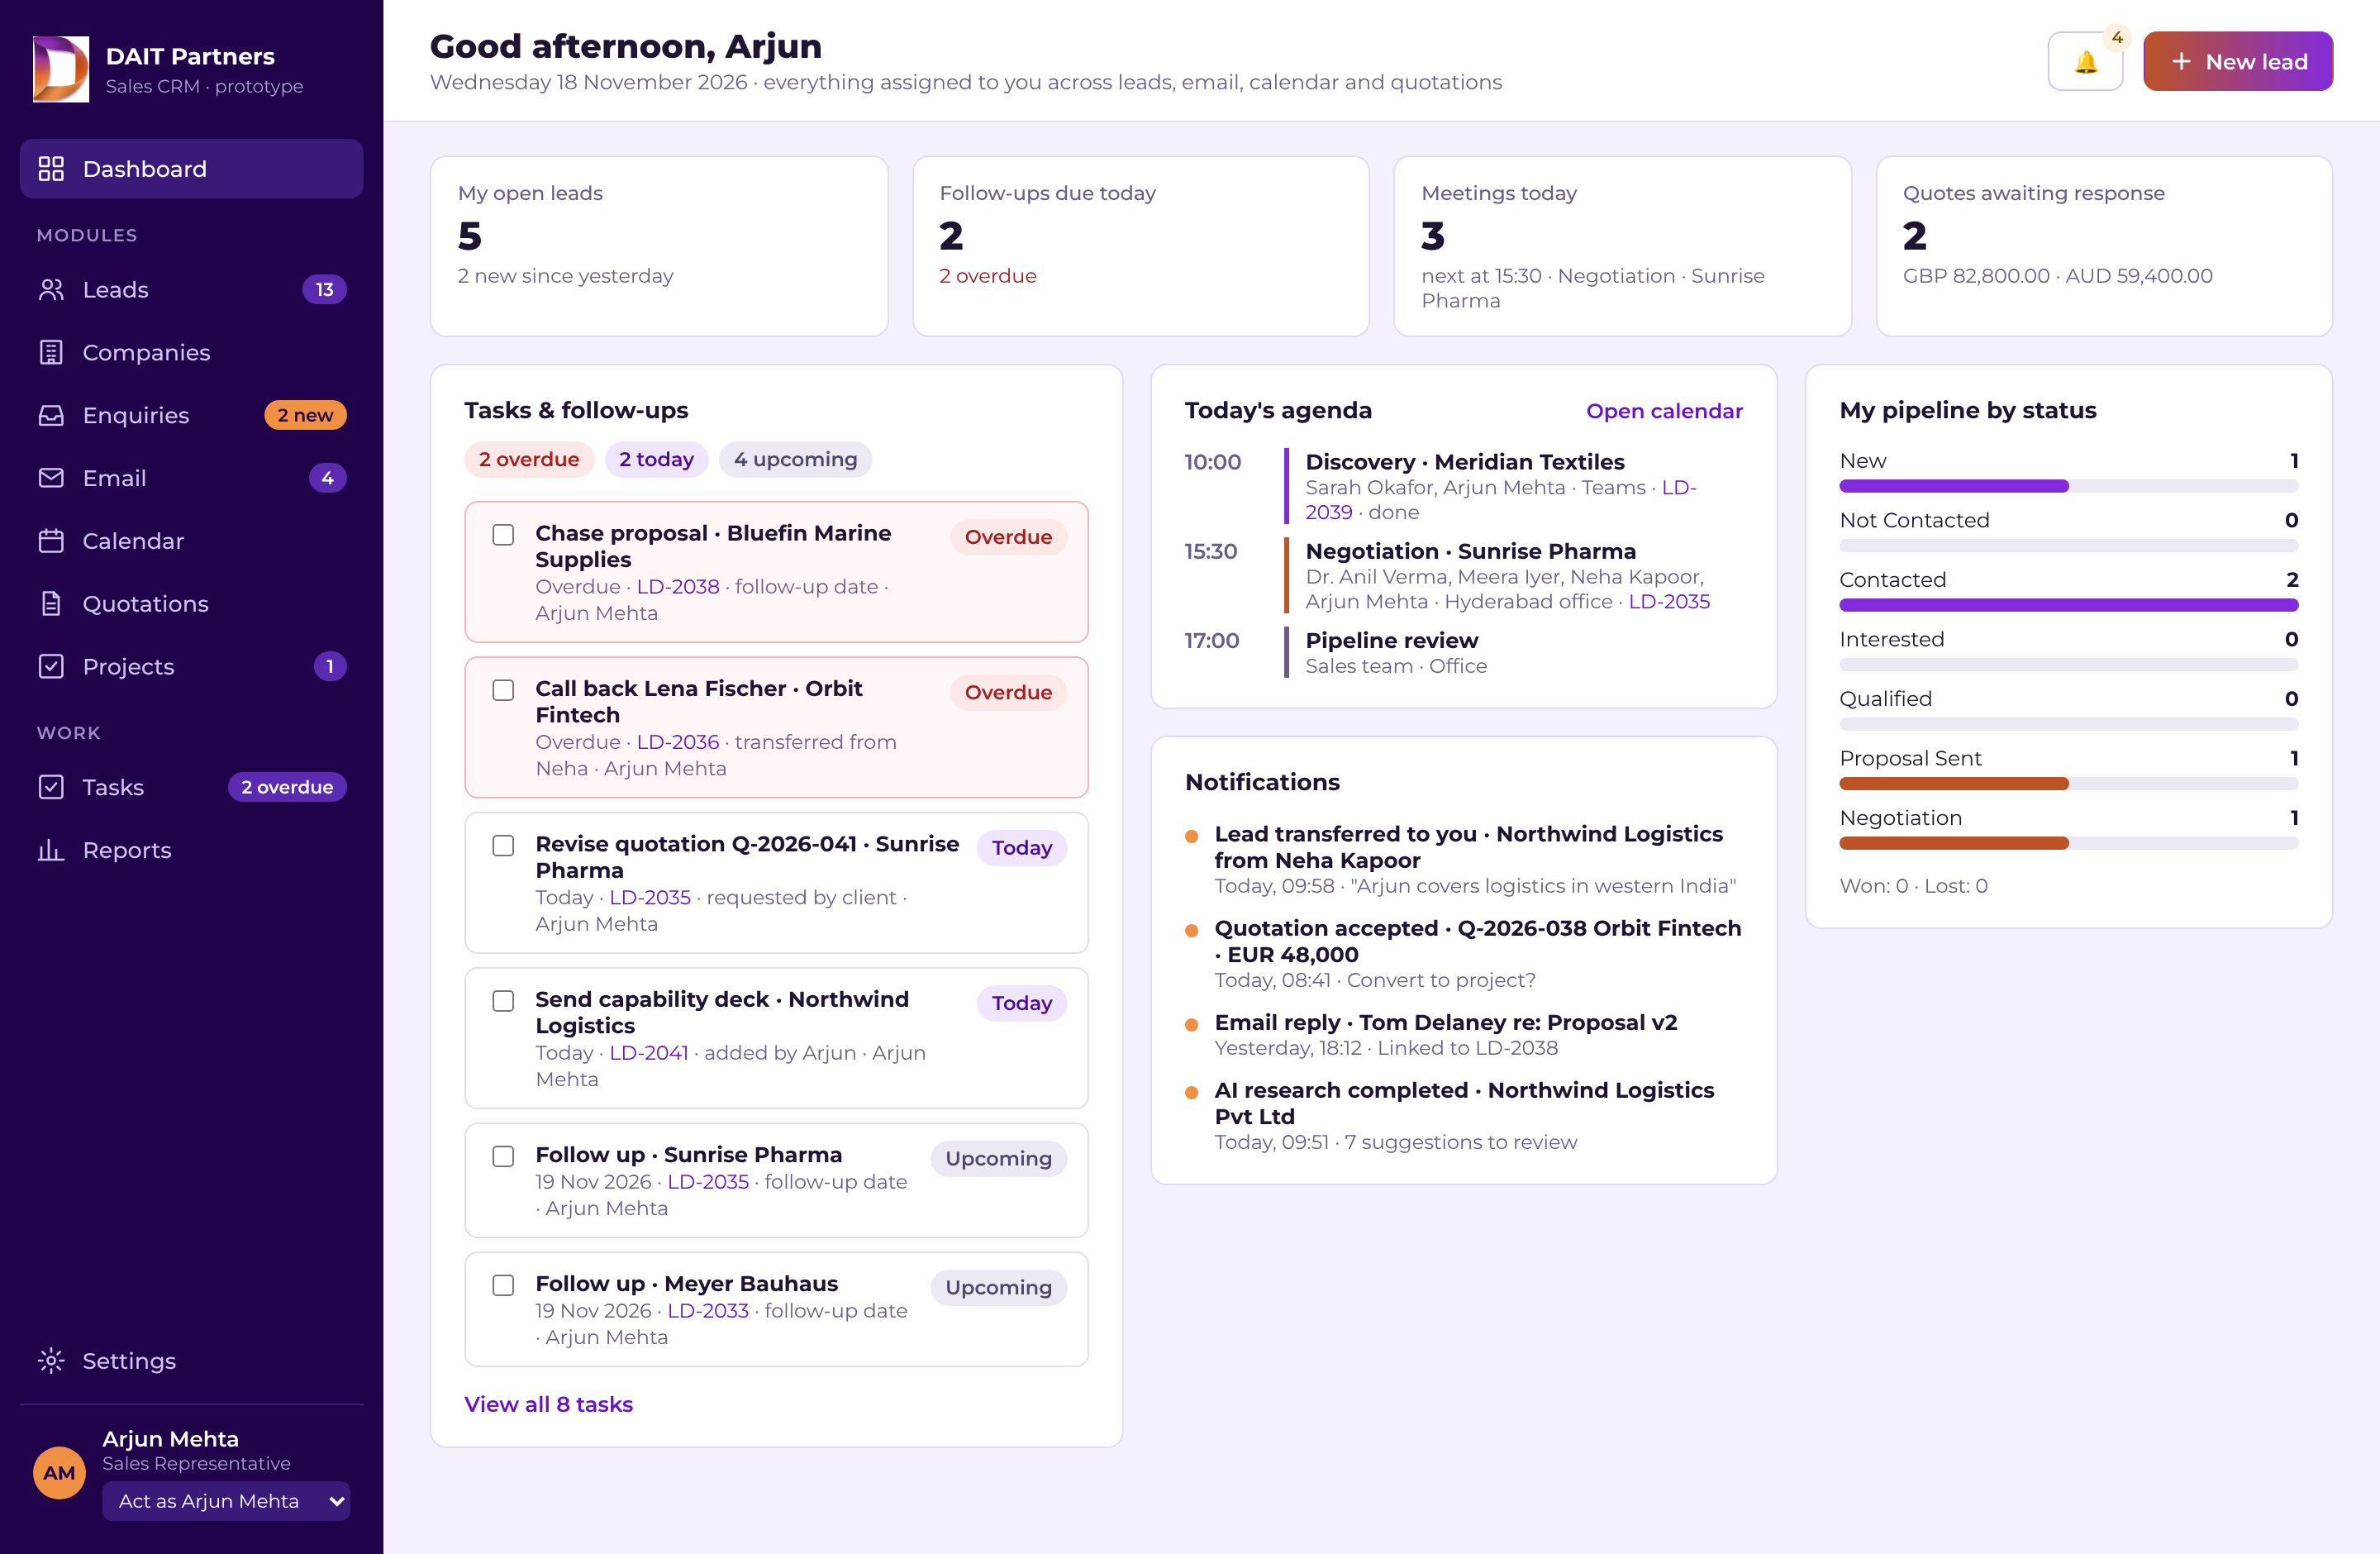 DAIT Partners
Sales CRM · prototype
Dashboard
MODULES
Leads 13
Companies
Enquiries 2 new
Email 4
Calendar
Quotations
Projects 1
WORK
Tasks 2 overdue
Reports
Settings
AM
Arjun Mehta
Sales Representative
Act as Arjun Mehta
Good afternoon, Arjun
Wednesday 18 November 2026 · everything assigned to you across leads, email, calendar and quotations
4
+ New lead
My open leads
5
2 new since yesterday
Follow-ups due today
2
2 overdue
Meetings today
3
next at 15:30 · Negotiation · Sunrise
Pharma
Quotes awaiting response
2
GBP 82,800.00 · AUD 59,400.00
Tasks & follow-ups
2 overdue 2 today 4 upcoming
Chase proposal · Bluefin Marine
Supplies
Overdue · LD-2038 · follow-up date ·
Arjun Mehta
Overdue
Call back Lena Fischer · Orbit
Fintech
Overdue · LD-2036 · transferred from
Neha · Arjun Mehta
Overdue
Revise quotation Q-2026-041 · Sunrise
Pharma
Today · LD-2035 · requested by client ·
Arjun Mehta
Today
Send capability deck · Northwind
Logistics
Today · LD-2041 · added by Arjun · Arjun
Mehta
Today
Follow up · Sunrise Pharma
19 Nov 2026 · LD-2035 · follow-up date
· Arjun Mehta
Upcoming
Follow up · Meyer Bauhaus
19 Nov 2026 · LD-2033 · follow-up date
· Arjun Mehta
Upcoming
View all 8 tasks
Today's agenda Open calendar
10:00 Discovery · Meridian Textiles
Sarah Okafor, Arjun Mehta · Teams · LD-
2039 · done
15:30 Negotiation · Sunrise Pharma
Dr. Anil Verma, Meera Iyer, Neha Kapoor,
Arjun Mehta · Hyderabad office · LD-2035
17:00 Pipeline review
Sales team · Office
Notifications
Lead transferred to you · Northwind Logistics
from Neha Kapoor
Today, 09:58 · "Arjun covers logistics in western India"
Quotation accepted · Q-2026-038 Orbit Fintech
· EUR 48,000
Today, 08:41 · Convert to project?
Email reply · Tom Delaney re: Proposal v2
Yesterday, 18:12 · Linked to LD-2038
AI research completed · Northwind Logistics
Pvt Ltd
Today, 09:51 · 7 suggestions to review
My pipeline by status
New 1
Not Contacted 0
Contacted 2
Interested 0
Qualified 0
Proposal Sent 1
Negotiation 1
Won: 0 · Lost: 0